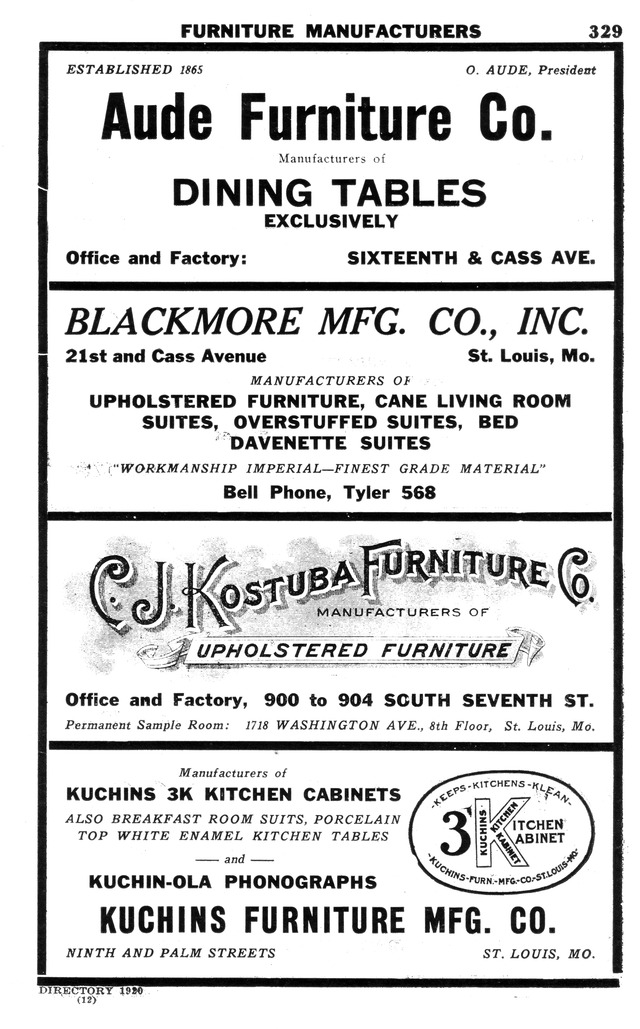 FURNITURE MANUFACTURERS 329
ESTABLISHED 1865 O. AUDE, President
Aude Furniture Co.
Manufacturers of
DINING TABLES
EXCLUSIVELY
Office and Factory: SIXTEENTH & CASS AVE.
BLACKMORE MFG. CO., INC.
21st and Cass Avenue St. Louis, Mo.
MANUFACTURERS OF
UPHOLSTERED FURNITURE, CANE LIVING ROOM
SUITES, OVERSTUFFED SUITES, BED
DAVENETTE SUITES
"WORKMANSHIP IMPERIAL—FINEST GRADE MATERIAL"
Bell Phone, Tyler 568
C. J. KOSTUBA FURNITURE CO.
MANUFACTURERS OF
UPHOLSTERED FURNITURE
Office and Factory, 900 to 904 SOUTH SEVENTH ST.
Permanent Sample Room: 1718 WASHINGTON AVE., 8th Floor, St. Louis, Mo.
Manufacturers of
KUCHINS 3K KITCHEN CABINETS
ALSO BREAKFAST ROOM SUITS, PORCELAIN
TOP WHITE ENAMEL KITCHEN TABLES
— and —
KUCHIN-OLA PHONOGRAPHS
-KEEPS-KITCHENS-KLEAN-
3K
KUCHINS
KITCHEN
KABINET
ITCHEN
ABINET
-KUCHINS-FURN.-MFG.-CO.-ST.LOUIS-MO.-
KUCHINS FURNITURE MFG. CO.
NINTH AND PALM STREETS ST. LOUIS, MO.
DIRECTORY 1920
(12)